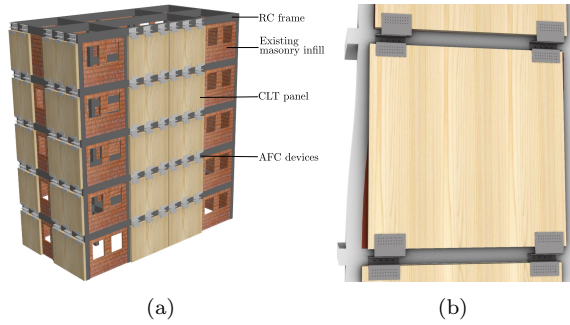 RC frame
Existing
masonry infill
CLT panel
AFC devices
(a)
(b)